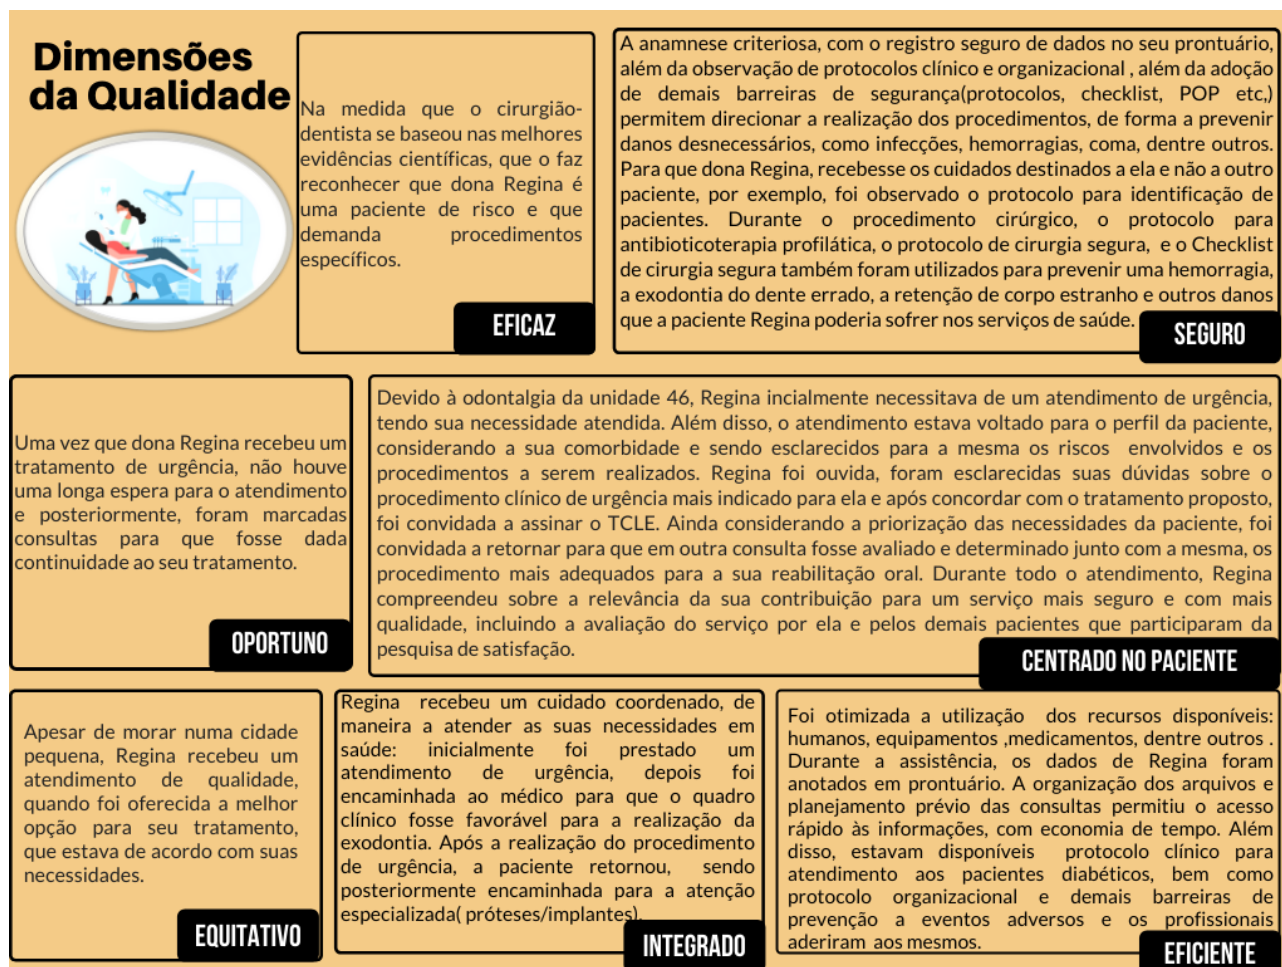 Dimensões
da Qualidade
Na medida que o cirurgião-
dentista se baseou nas melhores
evidências científicas, que o faz
reconhecer que dona Regina é
uma paciente de risco e que
demanda procedimentos
específicos.
EFICAZ
A anamnese criteriosa, com o registro seguro de dados no seu prontuário,
além da observação de protocolos clínico e organizacional , além da adoção
de demais barreiras de segurança(protocolos, checklist, POP etc,)
permitem direcionar a realização dos procedimentos, de forma a prevenir
danos desnecessários, como infecções, hemorragias, coma, dentre outros.
Para que dona Regina, recebesse os cuidados destinados a ela e não a outro
paciente, por exemplo, foi observado o protocolo para identificação de
pacientes. Durante o procedimento cirúrgico, o protocolo para
antibioticoterapia profilática, o protocolo de cirurgia segura, e o Checklist
de cirurgia segura também foram utilizados para prevenir uma hemorragia,
a exodontia do dente errado, a retenção de corpo estranho e outros danos
que a paciente Regina poderia sofrer nos serviços de saúde.
SEGURO
Uma vez que dona Regina recebeu um
tratamento de urgência, não houve
uma longa espera para o atendimento
e posteriormente, foram marcadas
consultas para que fosse dada
continuidade ao seu tratamento.
OPORTUNO
Devido à odontalgia da unidade 46, Regina incialmente necessitava de um atendimento de urgência,
tendo sua necessidade atendida. Além disso, o atendimento estava voltado para o perfil da paciente,
considerando a sua comorbidade e sendo esclarecidos para a mesma os riscos envolvidos e os
procedimentos a serem realizados. Regina foi ouvida, foram esclarecidas suas dúvidas sobre o
procedimento clínico de urgência mais indicado para ela e após concordar com o tratamento proposto,
foi convidada a assinar o TCLE. Ainda considerando a priorização das necessidades da paciente, foi
convidada a retornar para que em outra consulta fosse avaliado e determinado junto com a mesma, os
procedimento mais adequados para a sua reabilitação oral. Durante todo o atendimento, Regina
compreendeu sobre a relevância da sua contribuição para um serviço mais seguro e com mais
qualidade, incluindo a avaliação do serviço por ela e pelos demais pacientes que participaram da
pesquisa de satisfação.
CENTRADO NO PACIENTE
Apesar de morar numa cidade
pequena, Regina recebeu um
atendimento de qualidade,
quando foi oferecida a melhor
opção para seu tratamento,
que estava de acordo com suas
necessidades.
EQUITATIVO
Regina recebeu um cuidado coordenado, de
maneira a atender as suas necessidades em
saúde: inicialmente foi prestado um
atendimento de urgência, depois foi
encaminhada ao médico para que o quadro
clínico fosse favorável para a realização da
exodontia. Após a realização do procedimento
de urgência, a paciente retornou, sendo
posteriormente encaminhada para a atenção
especializada( próteses/implantes).
INTEGRADO
Foi otimizada a utilização dos recursos disponíveis:
humanos, equipamentos ,medicamentos, dentre outros .
Durante a assistência, os dados de Regina foram
anotados em prontuário. A organização dos arquivos e
planejamento prévio das consultas permitiu o acesso
rápido às informações, com economia de tempo. Além
disso, estavam disponíveis protocolo clínico para
atendimento aos pacientes diabéticos, bem como
protocolo organizacional e demais barreiras de
prevenção a eventos adversos e os profissionais
aderiram aos mesmos.
EFICIENTE